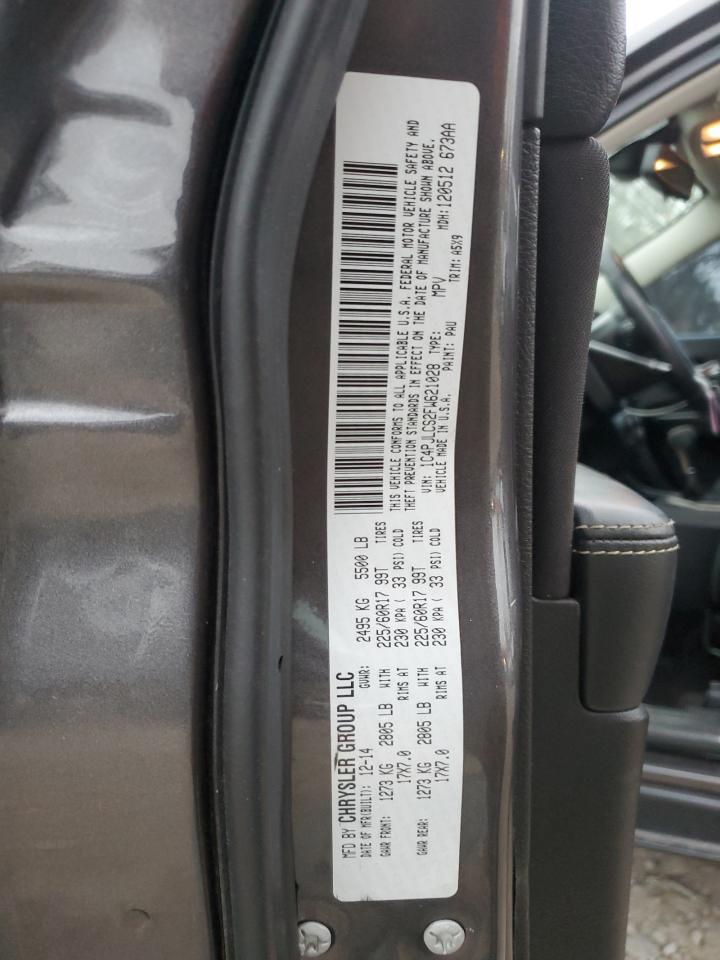 MFD BY CHRYSLER GROUP LLC
DATE OF MFR(BUILT): 12-14 GVWR: 2495 KG 5500 LB
GAWR FRONT: 1273 KG 2805 LB WITH 225/60R17 99T TIRES
17X7.0 RIMS AT 230 KPA ( 33 PSI) COLD
GAWR REAR: 1273 KG 2805 LB WITH 225/60R17 99T TIRES
17X7.0 RIMS AT 230 KPA ( 33 PSI) COLD
THIS VEHICLE CONFORMS TO ALL APPLICABLE U.S.A. FEDERAL MOTOR VEHICLE SAFETY AND
THEFT PREVENTION STANDARDS IN EFFECT ON THE DATE OF MANUFACTURE SHOWN ABOVE.
VIN: 1C4PJLCS2FW621028 TYPE: MPV MDH: 120512 673AA
VEHICLE MADE IN U.S.A. PAINT: PAU TRIM: A5X9